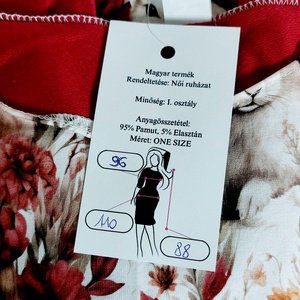 Magyar termék
Rendeltetése: Női ruházat
Minőség: I. osztály
Anyagösszetétel:
95% Pamut, 5% Elasztán
Méret: ONE SIZE
96
110
88